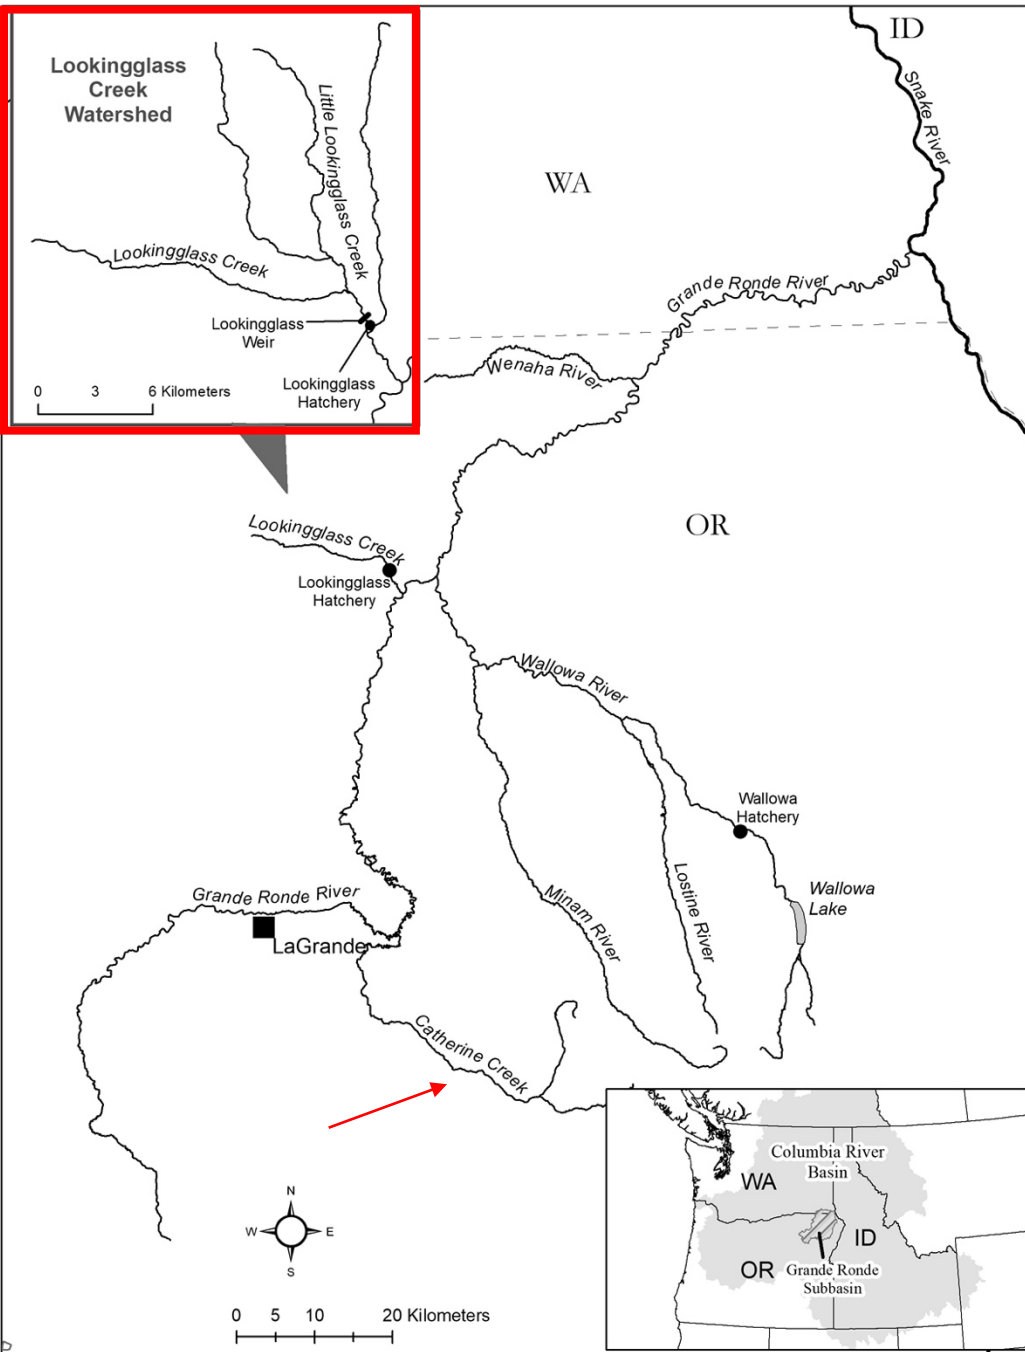 Lookingglass
Creek
Watershed
Little Lookingglass Creek
Lookingglass Creek
Lookingglass
Weir
Lookingglass
Hatchery
0 3 6 Kilometers
ID
Snake River
WA
Grande Ronde River
Wenaha River
OR
Lookingglass Creek
Lookingglass
Hatchery
Wallowa River
Wallowa
Hatchery
Wallowa
Lake
Lostine River
Minam River
Grande Ronde River
LaGrande
Catherine Creek
N
W E
S
0 5 10 20 Kilometers
Columbia River
Basin
WA
ID
OR
Grande Ronde
Subbasin